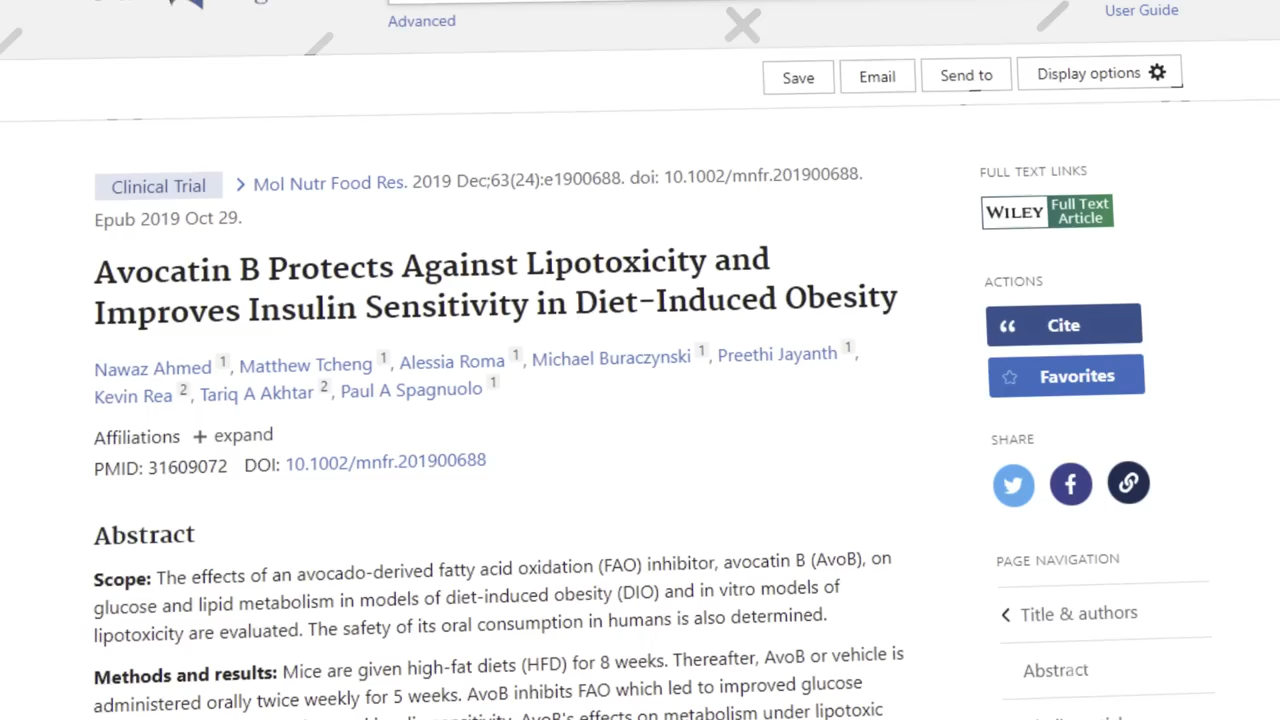 Advanced
User Guide
Save
Email
Send to
Display options
Clinical Trial
Mol Nutr Food Res. 2019 Dec;63(24):e1900688. doi: 10.1002/mnfr.201900688.
Epub 2019 Oct 29.
Avocatin B Protects Against Lipotoxicity and
Improves Insulin Sensitivity in Diet-Induced Obesity
Nawaz Ahmed 1, Matthew Tcheng 1, Alessia Roma 1, Michael Buraczynski 1, Preethi Jayanth 1,
Kevin Rea 2, Tariq A Akhtar 2, Paul A Spagnuolo 1
Affiliations + expand
PMID: 31609072 DOI: 10.1002/mnfr.201900688
Abstract
Scope: The effects of an avocado-derived fatty acid oxidation (FAO) inhibitor, avocatin B (AvoB), on
glucose and lipid metabolism in models of diet-induced obesity (DIO) and in vitro models of
lipotoxicity are evaluated. The safety of its oral consumption in humans is also determined.
Methods and results: Mice are given high-fat diets (HFD) for 8 weeks. Thereafter, AvoB or vehicle is
administered orally twice weekly for 5 weeks. AvoB inhibits FAO which led to improved glucose
sensitivity. AvoB's effects on metabolism under lipotoxic
FULL TEXT LINKS
WILEY Full Text
Article
ACTIONS
Cite
Favorites
SHARE
PAGE NAVIGATION
Title & authors
Abstract